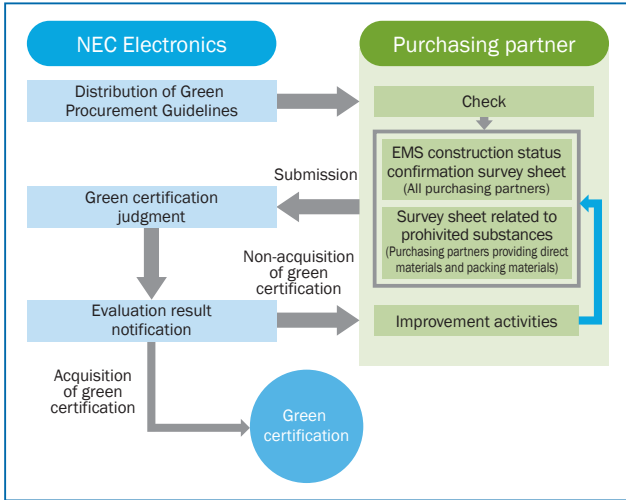 NEC Electronics
Purchasing partner
Distribution of Green
Procurement Guidelines
Check
EMS construction status
confirmation survey sheet
(All purchasing partners)
Submission
Green certification
judgment
Survey sheet related to
prohivited substances
(Purchasing partners providing direct
materials and packing materials)
Non-acquisition
of green
certification
Evaluation result
notification
Improvement activities
Acquisition
of green
certification
Green
certification